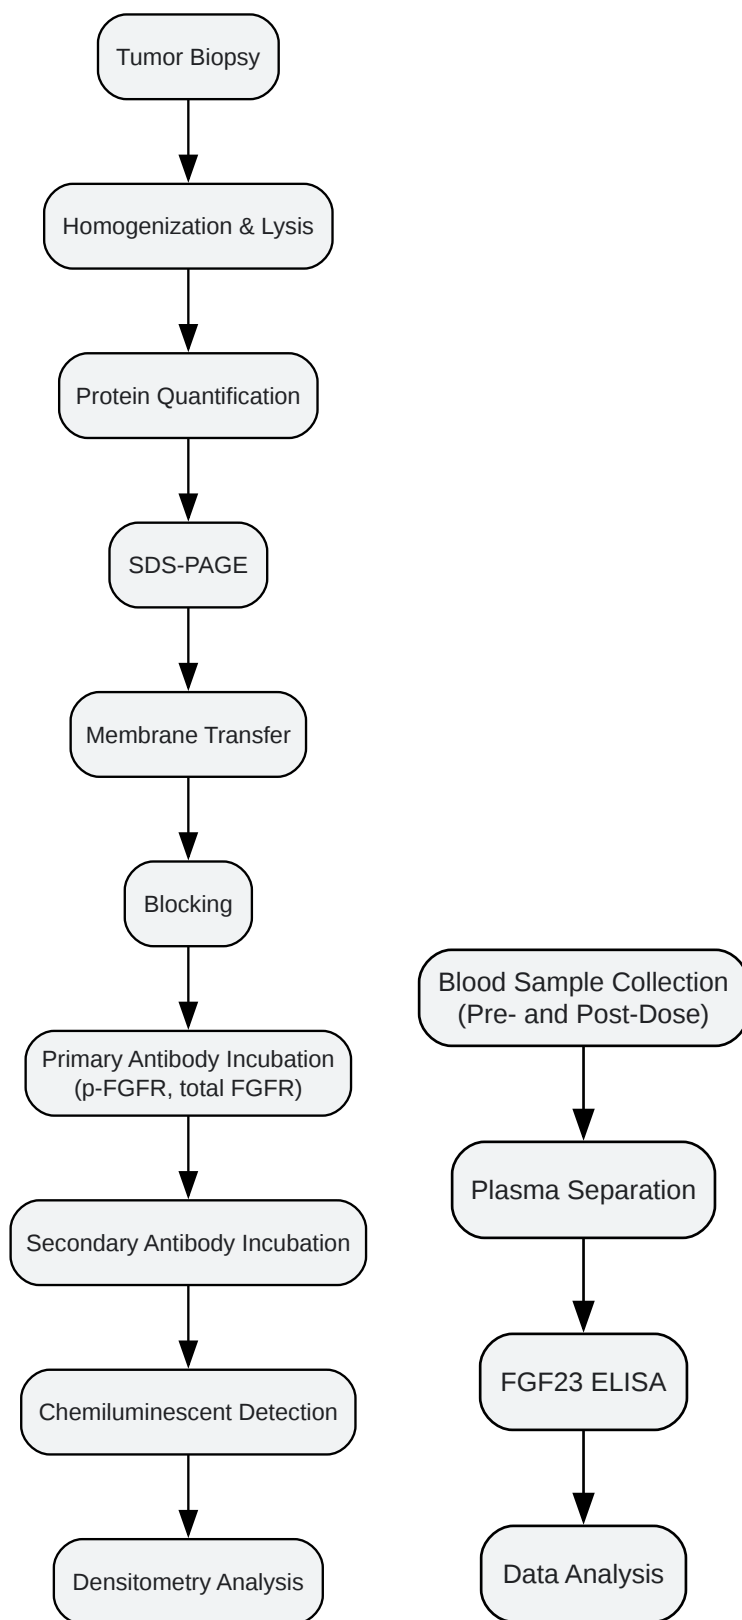 Tumor Biopsy
Homogenization & Lysis
Protein Quantification
SDS-PAGE
Membrane Transfer
Blocking
Primary Antibody Incubation
(p-FGFR, total FGFR)
Secondary Antibody Incubation
Chemiluminescent Detection
Densitometry Analysis
Blood Sample Collection
(Pre- and Post-Dose)
Plasma Separation
FGF23 ELISA
Data Analysis